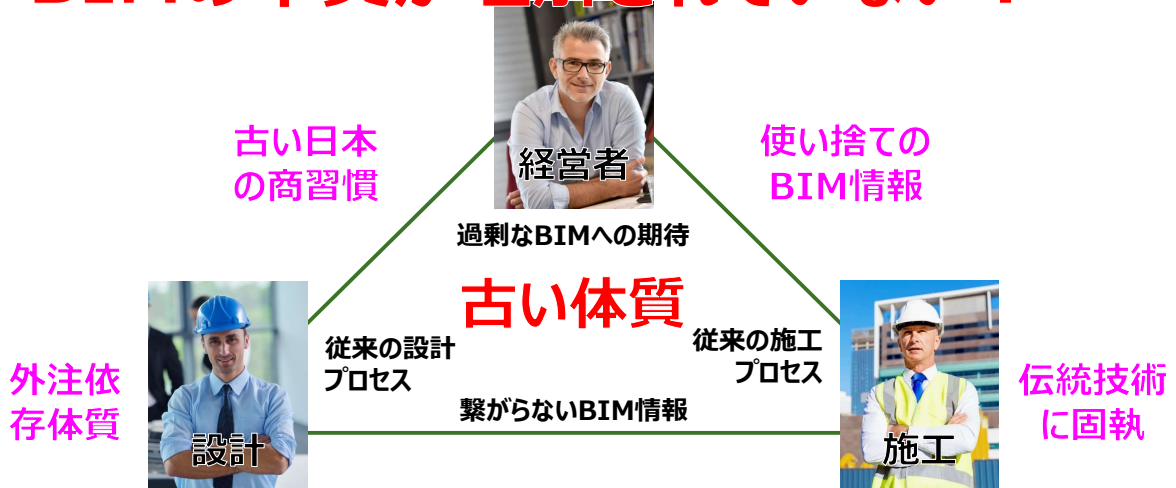 古い日本
の商習慣
使い捨ての
BIM情報
経営者
過剰なBIMへの期待
古い体質
従来の設計
プロセス
従来の施工
プロセス
外注依
存体質
伝統技術
に固執
繋がらないBIM情報
設計
施工